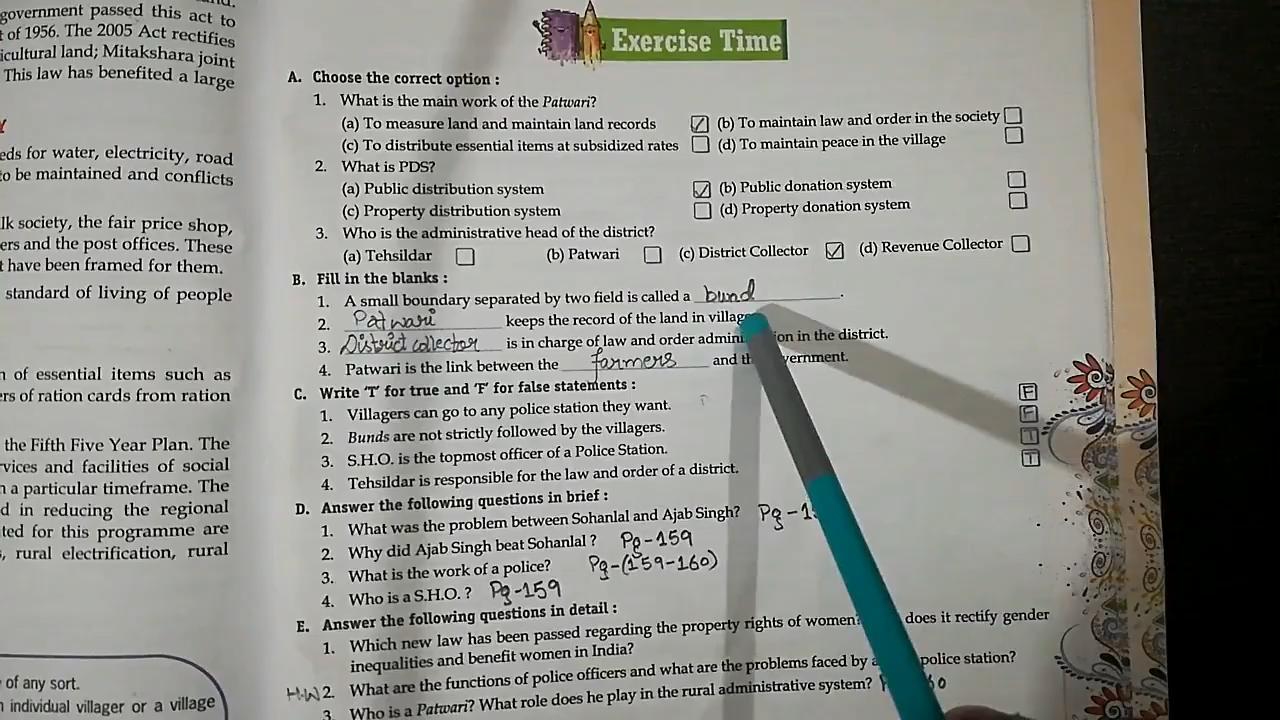 government passed this act to
of 1956. The 2005 Act rectifies
icultural land; Mitakshara joint
This law has benefited a large
eds for water, electricity, road
o be maintained and conflicts
lk society, the fair price shop,
ers and the post offices. These
have been framed for them.
standard of living of people
of essential items such as
ers of ration cards from ration
the Fifth Five Year Plan. The
rvices and facilities of social
a particular timeframe. The
d in reducing the regional
ted for this programme are
, rural electrification, rural
of any sort.
individual villager or a village
Exercise Time
A. Choose the correct option :
1. What is the main work of the Patwari?
(a) To measure land and maintain land records ☑ (b) To maintain law and order in the society ☐
(c) To distribute essential items at subsidized rates ☐ (d) To maintain peace in the village ☐
2. What is PDS?
(a) Public distribution system ☑ (b) Public donation system ☐
(c) Property distribution system ☐ (d) Property donation system ☐
3. Who is the administrative head of the district?
(a) Tehsildar ☐ (b) Patwari ☐ (c) District Collector ☑ (d) Revenue Collector ☐
B. Fill in the blanks :
1. A small boundary separated by two field is called a bund.
2. Patwari keeps the record of the land in villag
3. District collector is in charge of law and order admini ion in the district.
4. Patwari is the link between the farmers and th vernment.
C. Write 'T' for true and 'F' for false statements :
1. Villagers can go to any police station they want. F
2. Bunds are not strictly followed by the villagers. F
3. S.H.O. is the topmost officer of a Police Station. T
4. Tehsildar is responsible for the law and order of a district. T
D. Answer the following questions in brief :
1. What was the problem between Sohanlal and Ajab Singh? Pg-1
2. Why did Ajab Singh beat Sohanlal ? Pg-159
3. What is the work of a police? Pg-(159-160)
4. Who is a S.H.O. ? Pg-159
E. Answer the following questions in detail :
1. Which new law has been passed regarding the property rights of women? does it rectify gender
inequalities and benefit women in India?
H.W 2. What are the functions of police officers and what are the problems faced by a police station?
3. Who is a Patwari? What role does he play in the rural administrative system?